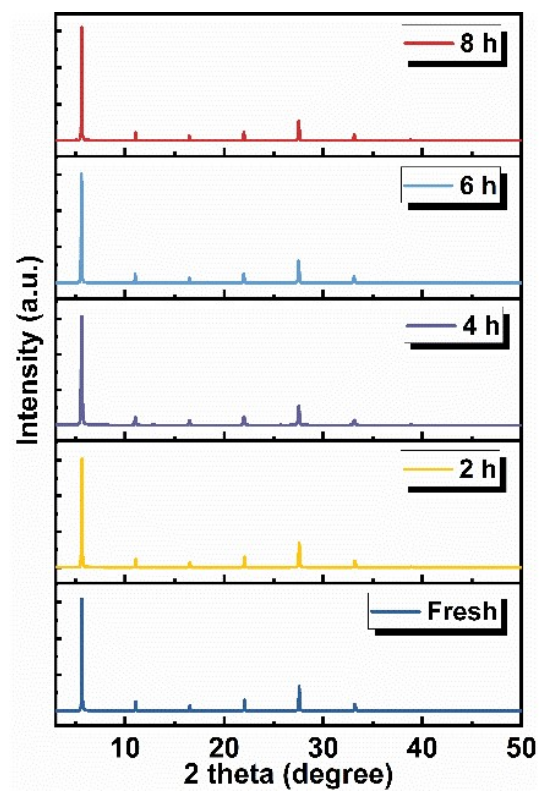 8 h
6 h
4 h
2 h
Fresh
Intensity (a.u.)
10 20 30 40 50
2 theta (degree)